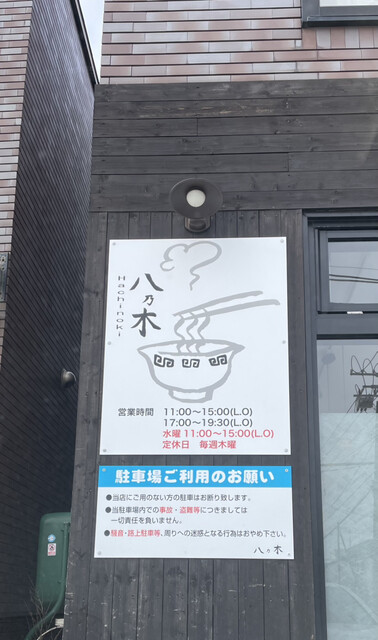 八乃木
Hachinoki
営業時間 11:00～15:00(L.O)
17:00～19:30(L.O)
水曜 11:00～15:00(L.O)
定休日 毎週木曜
駐車場ご利用のお願い
●当店にご用のない方の駐車はお断り致します。
●当駐車場内での事故・盗難等につきましては
一切責任を負いません。
●騒音・路上駐車等、周りへの迷惑となる行為はおやめ下さい。
八乃木